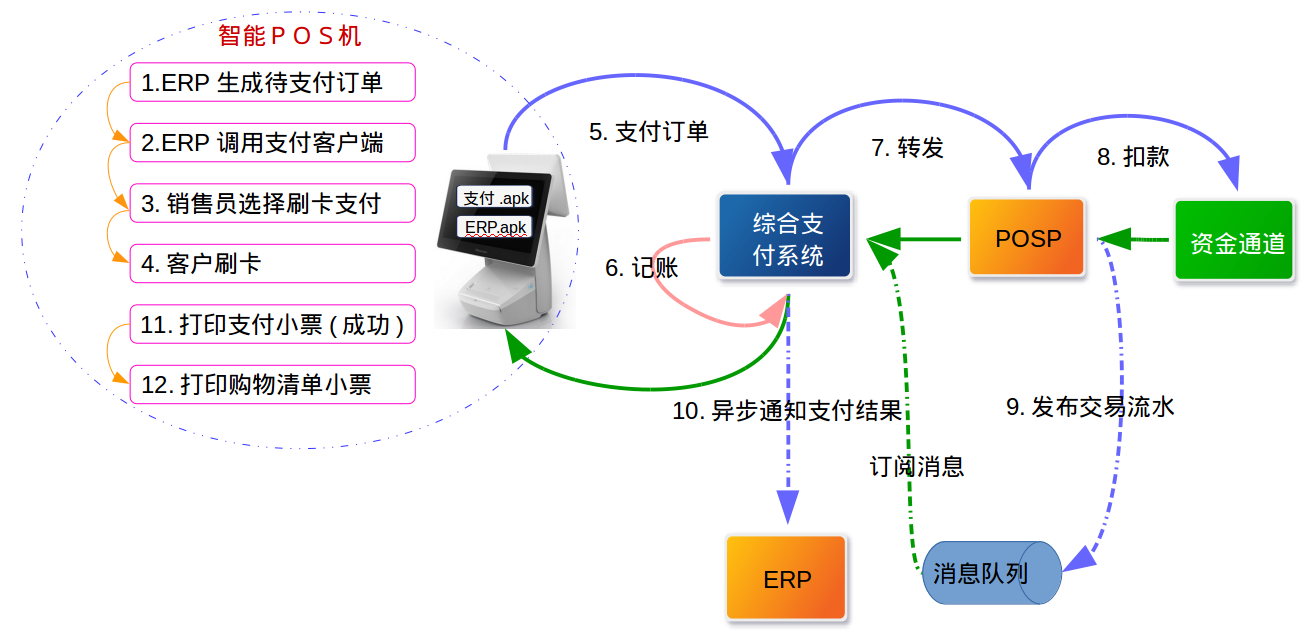 智能POS机
1.ERP 生成待支付订单
2.ERP 调用支付客户端
3. 销售员选择刷卡支付
4. 客户刷卡
11. 打印支付小票 ( 成功 )
12. 打印购物清单小票
支付 .apk
ERP.apk
5. 支付订单
6. 记账
综合支
付系统
7. 转发
POSP
8. 扣款
资金通道
10. 异步通知支付结果
9. 发布交易流水
订阅消息
ERP
消息队列